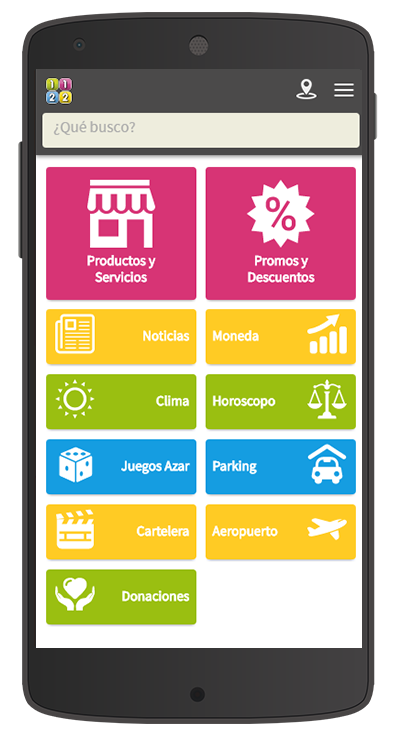 1 1
2 2
¿Qué busco?
%
Productos y
Servicios
Promos y
Descuentos
Noticias
Moneda
Clima
Horoscopo
Juegos Azar
Parking
Cartelera
Aeropuerto
Donaciones